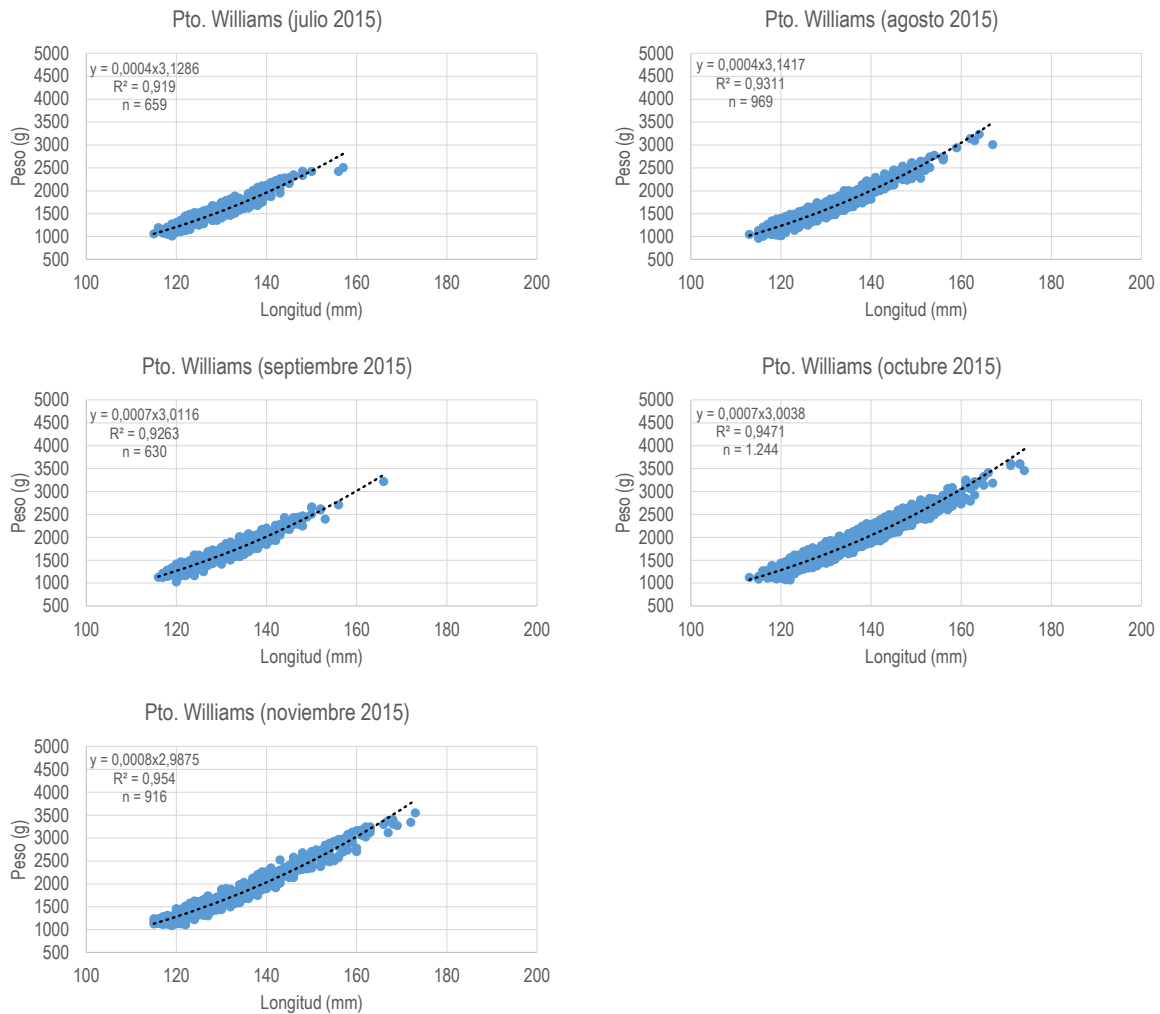 Pto. Williams (julio 2015)
5000
4500
4000
3500
3000
2500
2000
1500
1000
500
Peso (g)
y = 0,0004x3,1286
R² = 0,919
n = 659
100 120 140 160 180 200
Longitud (mm)
Pto. Williams (agosto 2015)
5000
4500
4000
3500
3000
2500
2000
1500
1000
500
Peso (g)
y = 0,0004x3,1417
R² = 0,9311
n = 969
100 120 140 160 180 200
Longitud (mm)
Pto. Williams (septiembre 2015)
5000
4500
4000
3500
3000
2500
2000
1500
1000
500
Peso (g)
y = 0,0007x3,0116
R² = 0,9263
n = 630
100 120 140 160 180 200
Longitud (mm)
Pto. Williams (octubre 2015)
5000
4500
4000
3500
3000
2500
2000
1500
1000
500
Peso (g)
y = 0,0007x3,0038
R² = 0,9471
n = 1.244
100 120 140 160 180 200
Longitud (mm)
Pto. Williams (noviembre 2015)
5000
4500
4000
3500
3000
2500
2000
1500
1000
500
Peso (g)
y = 0,0008x2,9875
R² = 0,954
n = 916
100 120 140 160 180 200
Longitud (mm)